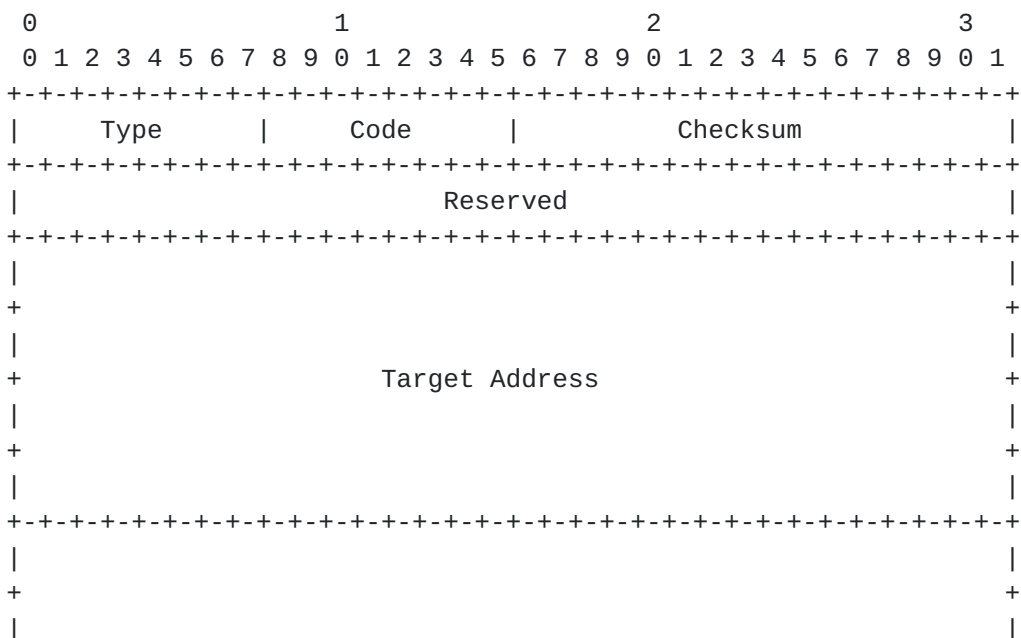 0                   1                   2                   3
 0 1 2 3 4 5 6 7 8 9 0 1 2 3 4 5 6 7 8 9 0 1 2 3 4 5 6 7 8 9 0 1
+-+-+-+-+-+-+-+-+-+-+-+-+-+-+-+-+-+-+-+-+-+-+-+-+-+-+-+-+-+-+-+-+
|     Type      |     Code      |          Checksum             |
+-+-+-+-+-+-+-+-+-+-+-+-+-+-+-+-+-+-+-+-+-+-+-+-+-+-+-+-+-+-+-+-+
|                           Reserved                            |
+-+-+-+-+-+-+-+-+-+-+-+-+-+-+-+-+-+-+-+-+-+-+-+-+-+-+-+-+-+-+-+-+
|                                                               |
+                                                               +
|                                                               |
+                       Target Address                          +
|                                                               |
+                                                               +
|                                                               |
+-+-+-+-+-+-+-+-+-+-+-+-+-+-+-+-+-+-+-+-+-+-+-+-+-+-+-+-+-+-+-+-+
|                                                               |
+                                                               +
|                                                               |